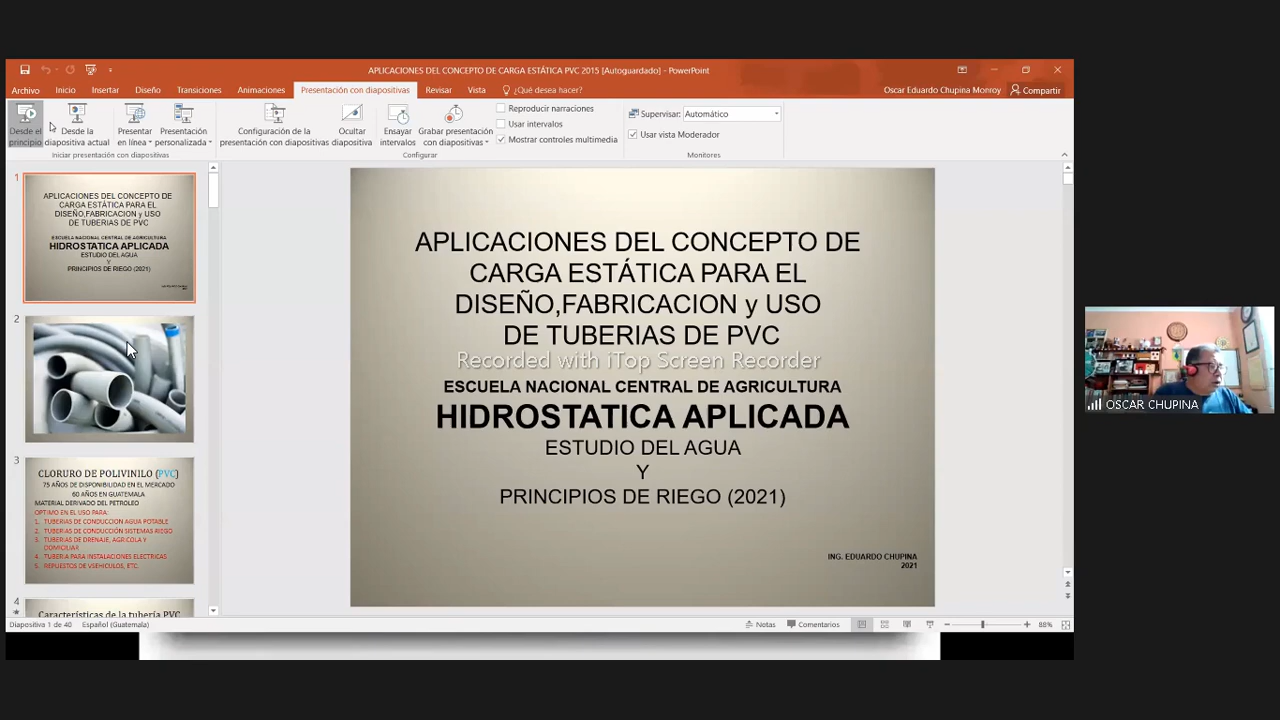 APLICACIONES DEL CONCEPTO DE CARGA ESTÁTICA PVC 2015 [Autoguardado] - PowerPoint
Archivo Inicio Insertar Diseño Transiciones Animaciones Presentación con diapositivas Revisar Vista ¿Qué desea hacer? Oscar Eduardo Chupina Monroy Compartir
Desde el principio
Desde la diapositiva actual
Presentar en línea
Presentación personalizada
Iniciar presentación con diapositivas
Configuración de la presentación con diapositivas
Ocultar diapositiva
Ensayar intervalos
Grabar presentación con diapositivas
Reproducir narraciones
Usar intervalos
Mostrar controles multimedia
Configurar
Supervisar: Automático
Usar vista Moderador
Monitores
1
APLICACIONES DEL CONCEPTO DE
CARGA ESTÁTICA PARA EL
DISEÑO,FABRICACION y USO
DE TUBERIAS DE PVC
ESCUELA NACIONAL CENTRAL DE AGRICULTURA
HIDROSTATICA APLICADA
ESTUDIO DEL AGUA
Y
PRINCIPIOS DE RIEGO (2021)
2
3
CLORURO DE POLIVINILO (PVC)
75 AÑOS DE DISPONIBILIDAD EN EL MERCADO
60 AÑOS EN GUATEMALA
MATERIAL DERIVADO DEL PETROLEO
OPTIMO EN EL USO PARA:
1. TUBERIAS DE CONDUCCION AGUA POTABLE
2. TUBERIAS DE CONDUCCIÓN SISTEMAS RIEGO
3. TUBERIAS DE DRENAJE, AGRICOLA Y
DOMICILIAR
4. TUBERIA PARA INSTALACIONES ELECTRICAS
5. REPUESTOS DE VSEHICULOS, ETC.
4
Características de la tubería PVC
APLICACIONES DEL CONCEPTO DE
CARGA ESTÁTICA PARA EL
DISEÑO,FABRICACION y USO
DE TUBERIAS DE PVC
Recorded with iTop Screen Recorder
ESCUELA NACIONAL CENTRAL DE AGRICULTURA
HIDROSTATICA APLICADA
ESTUDIO DEL AGUA
Y
PRINCIPIOS DE RIEGO (2021)
ING. EDUARDO CHUPINA
2021
OSCAR CHUPINA
Diapositiva 1 de 40 Español (Guatemala) Notas Comentarios 88%